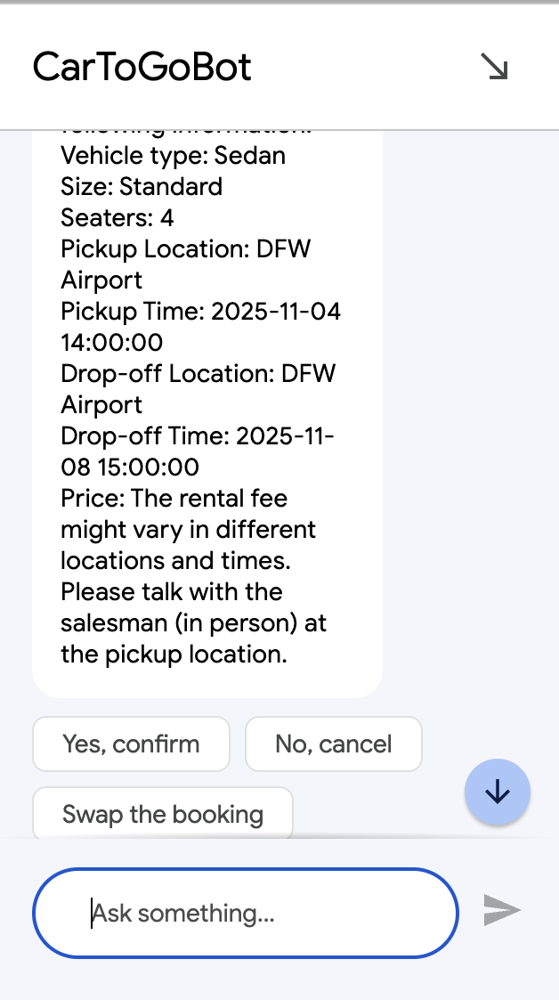 CarToGoBot
following information:
Vehicle type: Sedan
Size: Standard
Seaters: 4
Pickup Location: DFW
Airport
Pickup Time: 2025-11-04
14:00:00
Drop-off Location: DFW
Airport
Drop-off Time: 2025-11-
08 15:00:00
Price: The rental fee
might vary in different
locations and times.
Please talk with the
salesman (in person) at
the pickup location.
Yes, confirm
No, cancel
Swap the booking
Ask something...